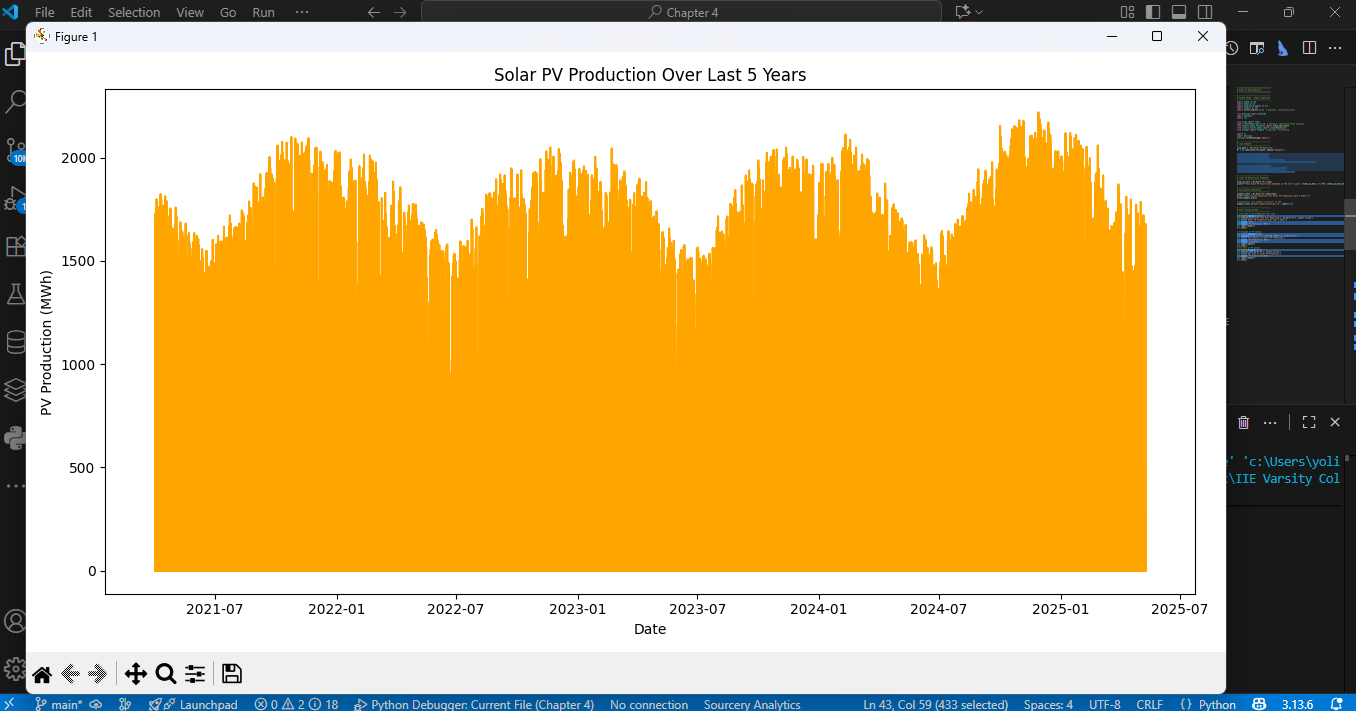 File Edit Selection View Go Run ··· Chapter 4
Figure 1
Solar PV Production Over Last 5 Years
PV Production (MWh)
2000
1500
1000
500
0
2021-07 2022-01 2022-07 2023-01 2023-07 2024-01 2024-07 2025-01 2025-07
Date
10K
1
' 'c:\Users\yoli
\IIE Varsity Col
main* Launchpad 0 2 18 Python Debugger: Current File (Chapter 4) No connection Sourcery Analytics Ln 43, Col 59 (433 selected) Spaces: 4 UTF-8 CRLF {} Python 3.13.6